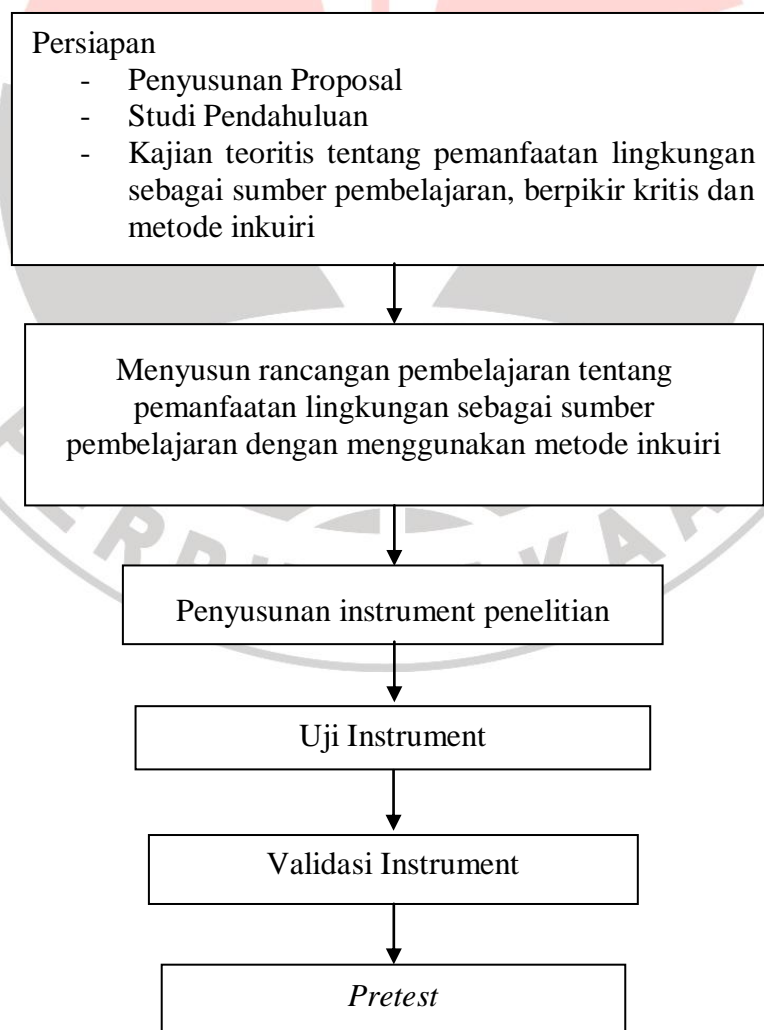 Persiapan
- Penyusunan Proposal
- Studi Pendahuluan
- Kajian teoritis tentang pemanfaatan lingkungan
sebagai sumber pembelajaran, berpikir kritis dan
metode inkuiri
Menyusun rancangan pembelajaran tentang
pemanfaatan lingkungan sebagai sumber
pembelajaran dengan menggunakan metode inkuiri
Penyusunan instrument penelitian
Uji Instrument
Validasi Instrument
Pretest